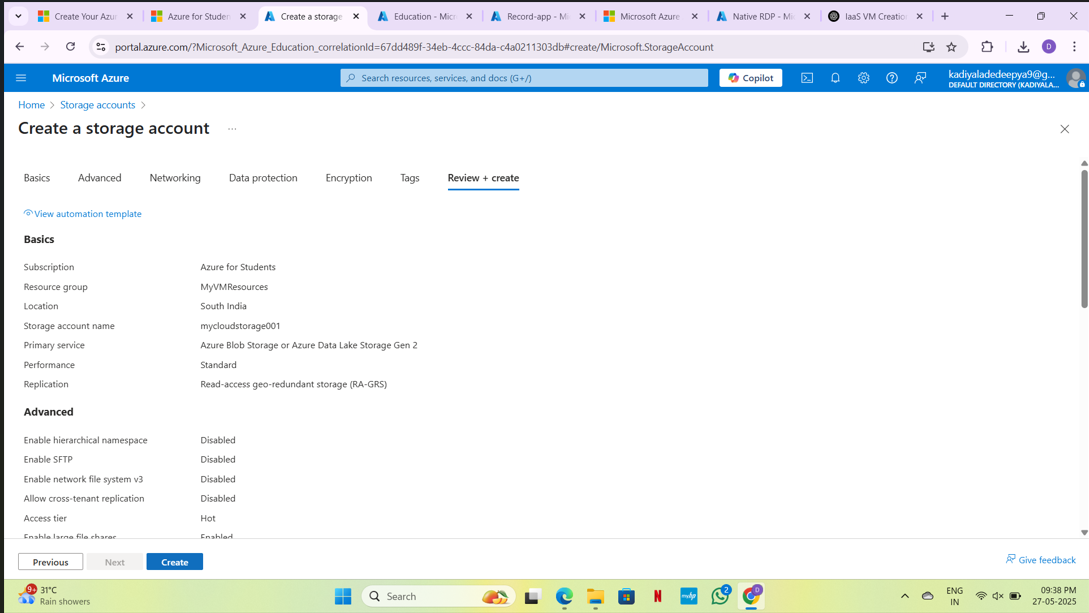 Create Your Azur
Azure for Studen
Create a storage
Education - Micr
Record-app - Mi
Microsoft Azure
Native RDP - Mi
IaaS VM Creation
portal.azure.com/?Microsoft_Azure_Education_correlationId=67dd489f-34eb-4ccc-84da-c4a0211303db#create/Microsoft.StorageAccount
D
Microsoft Azure
Search resources, services, and docs (G+/)
Copilot
kadiyaladedeepya9@g...
DEFAULT DIRECTORY (KADIYALA...
Home > Storage accounts >
Create a storage account ...
Basics Advanced Networking Data protection Encryption Tags Review + create
View automation template
Basics
Subscription Azure for Students
Resource group MyVMResources
Location South India
Storage account name mycloudstorage001
Primary service Azure Blob Storage or Azure Data Lake Storage Gen 2
Performance Standard
Replication Read-access geo-redundant storage (RA-GRS)
Advanced
Enable hierarchical namespace Disabled
Enable SFTP Disabled
Enable network file system v3 Disabled
Allow cross-tenant replication Disabled
Access tier Hot
Enable large file shares Enabled
Previous Next Create
Give feedback
9+
31°C
Rain showers
Search
N
2
D
ENG
IN
09:38 PM
27-05-2025